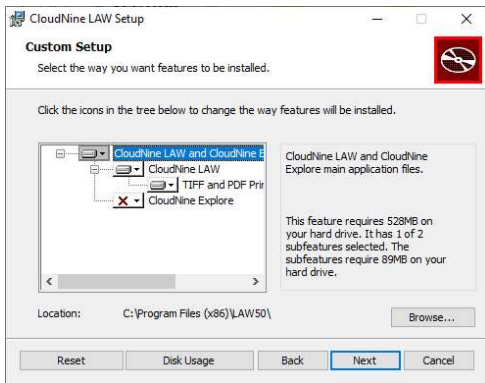 CloudNine LAW Setup
Custom Setup
Select the way you want features to be installed.
Click the icons in the tree below to change the way features will be installed.
CloudNine LAW and CloudNine E
CloudNine LAW
TIFF and PDF Prin
CloudNine Explore
CloudNine LAW and CloudNine
Explore main application files.
This feature requires 528MB on
your hard drive. It has 1 of 2
subfeatures selected. The
subfeatures require 89MB on your
hard drive.
Location: C:\Program Files (x86)\LAW50\
Browse...
Reset Disk Usage Back Next Cancel